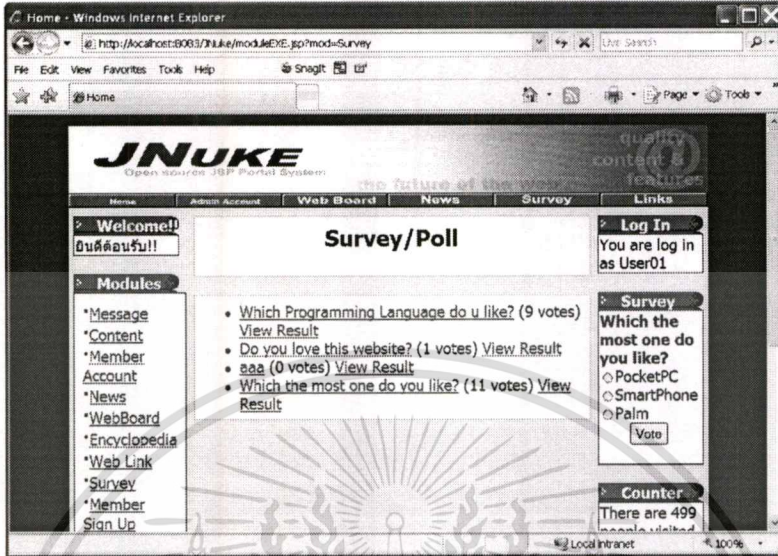 Home - Windows Internet Explorer
http://localhost:8083/JNuke/moduleEXE.jsp?mod=Survey
Live Search
File Edit View Favorites Tools Help
SnagIt
Home
Page
Tools
quality
content &
features
JNUKE
Open source JSP Portal System
the future of the web
Home Admin Account Web Board News Survey Links
Welcome!!
ยินดีต้อนรับ!!
Modules
Message
Content
Member
Account
News
WebBoard
Encyclopedia
Web Link
Survey
Member
Sign Up
Survey/Poll
Which Programming Language do u like? (9 votes)
View Result
Do you love this website? (1 votes) View Result
aaa (0 votes) View Result
Which the most one do you like? (11 votes) View
Result
Log In
You are log in
as User01
Survey
Which the
most one do
you like?
PocketPC
SmartPhone
Palm
Vote
Counter
There are 499
people visited
Local intranet
100%